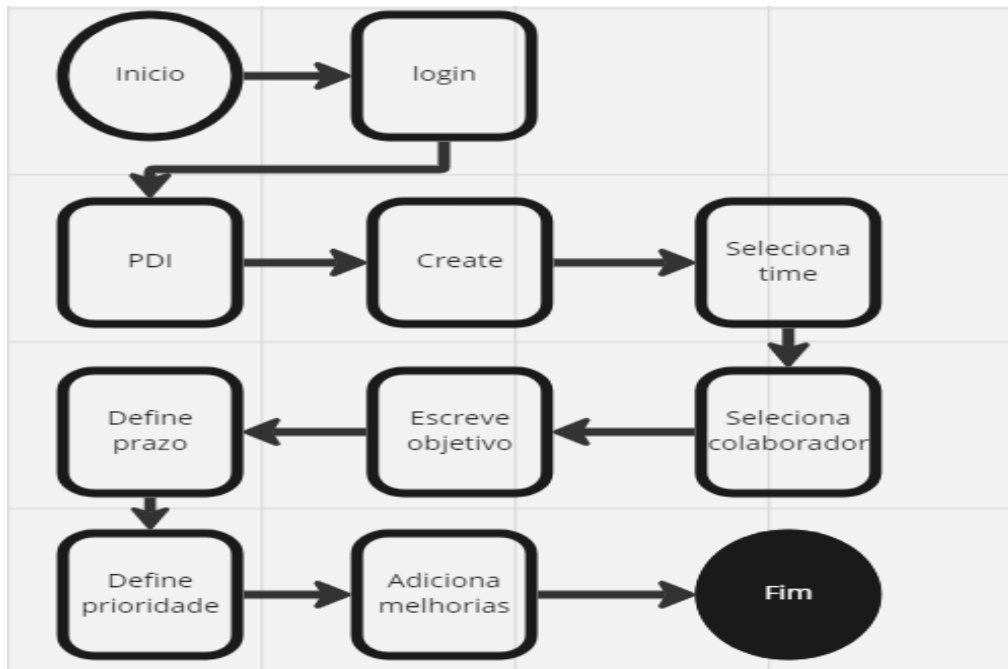 Inicio
login
PDI
Create
Seleciona
time
Define
prazo
Escreve
objetivo
Seleciona
colaborador
Define
prioridade
Adiciona
melhorias
Fim